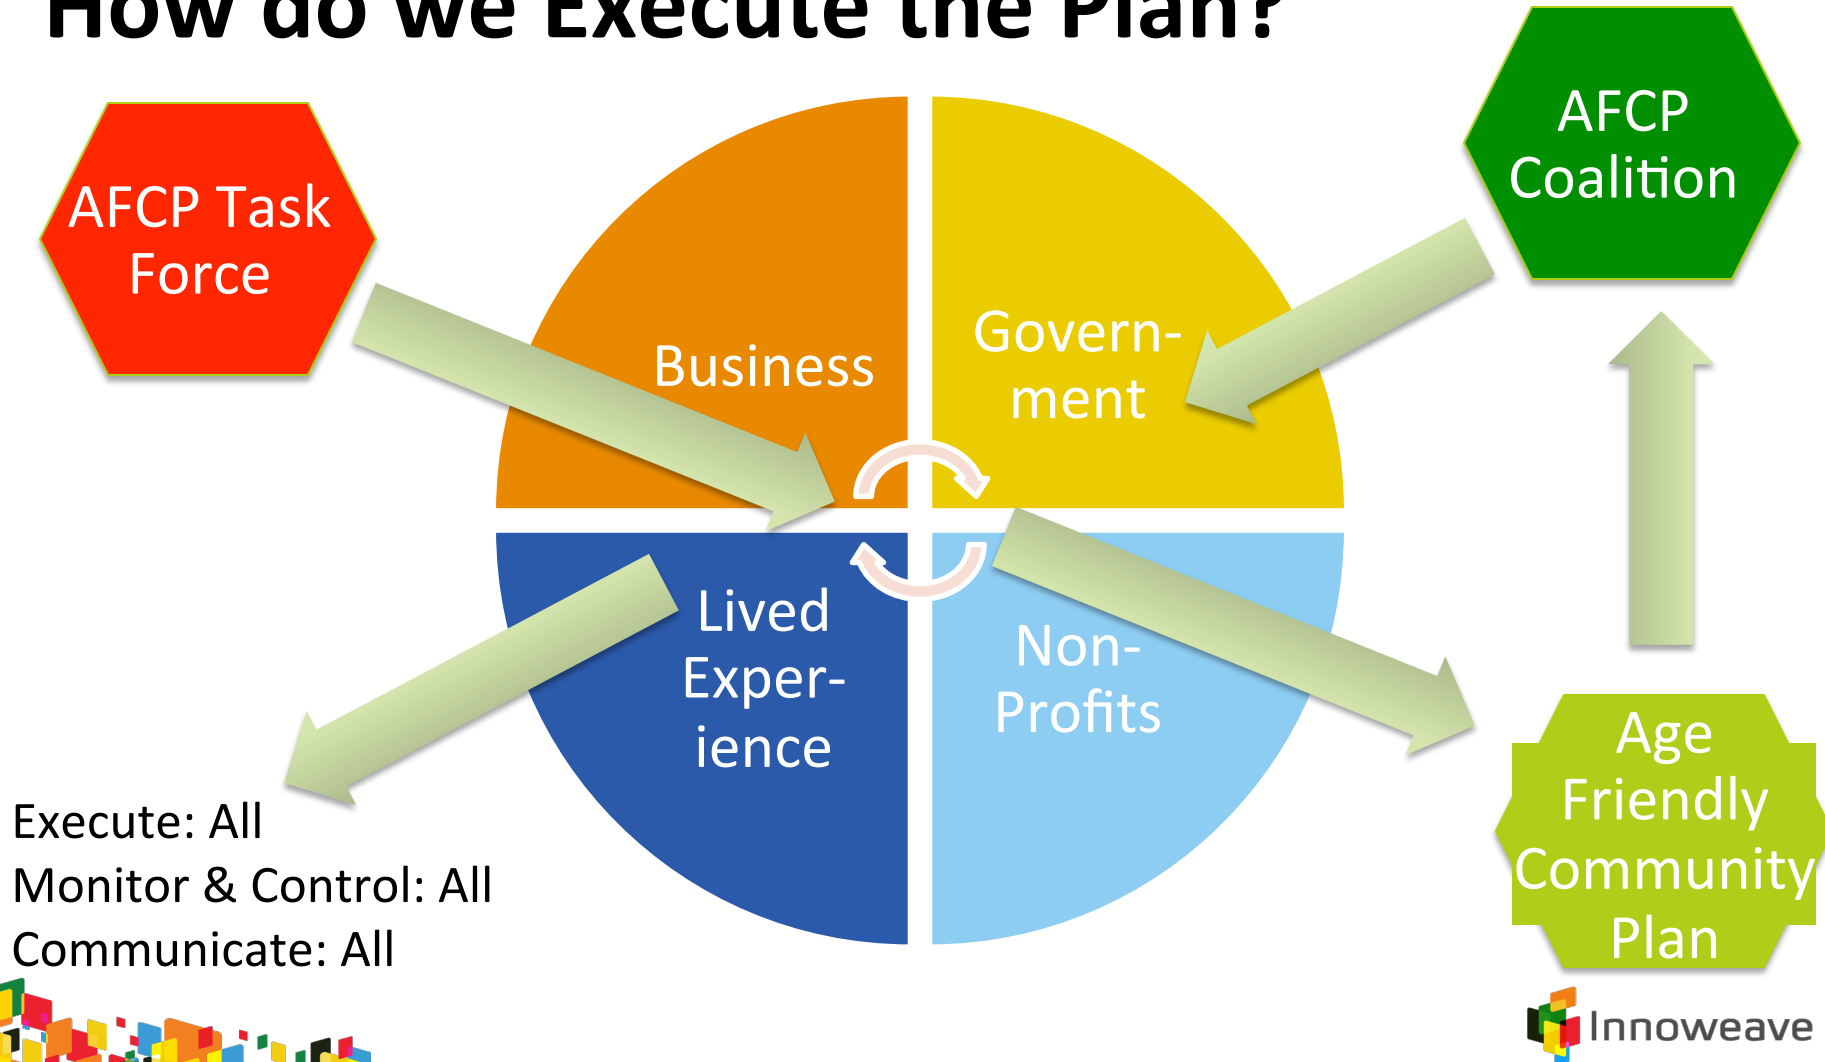 How do we Execute the Plan?
AFCP Task
Force
AFCP
Coalition
Business
Govern-
ment
Lived
Exper-
ience
Non-
Profits
Age
Friendly
Community
Plan
Execute: All
Monitor & Control: All
Communicate: All
Innoweave